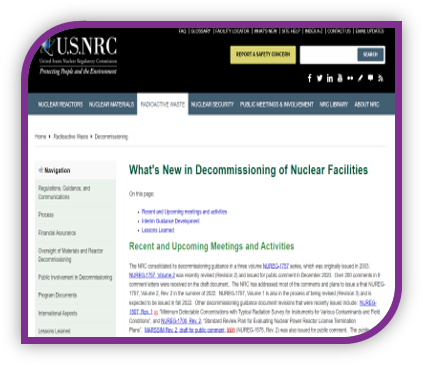 FAQ | GLOSSARY | FACILITY LOCATOR | WHAT'S NEW | SITE HELP | INDEX A-Z | CONTACT US | EMAIL UPDATES
U.S.NRC
United States Nuclear Regulatory Commission
Protecting People and the Environment
REPORT A SAFETY CONCERN
SEARCH
NUCLEAR REACTORS NUCLEAR MATERIALS RADIOACTIVE WASTE NUCLEAR SECURITY PUBLIC MEETINGS & INVOLVEMENT NRC LIBRARY ABOUT NRC
Home Radioactive Waste Decommissioning
Navigation
Regulations, Guidance, and
Communications
Process
Financial Assurance
Oversight of Materials and Reactor
Decommissioning
Public Involvement in Decommissioning
Program Documents
International Aspects
Lessons Learned
What's New in Decommissioning of Nuclear Facilities
On this page:
Recent and Upcoming meetings and activities
Interim Guidance Development
Lessons Learned
Recent and Upcoming Meetings and Activities
The NRC consolidated its decommissioning guidance in a three volume NUREG-1757 series, which was originally issued in 2003.
NUREG-1757, Volume 2 was recently revised (Revision 2) and issued for public comment in December 2020. Over 200 comments in 9
comment letters were received on the draft document. The NRC has addressed most of the comments and plans to issue a final NUREG-
1757, Volume 2, Rev. 2 in the summer of 2022. NUREG-1757, Volume 1 is also in the process of being revised (Revision 3) and is
expected to be issued in fall 2022. Other decommissioning guidance document revisions that were recently issued include: NUREG-
1507, Rev. 1, "Minimum Detectable Concentrations with Typical Radiation Survey for Instruments for Various Contaminants and Field
Conditions", and NUREG-1700, Rev. 2, "Standard Review Plan for Evaluating Nuclear Power Reactor License Termination
Plans". MARSSIM Rev. 2, draft for public comment, (NUREG-1575, Rev. 2) was also issued for public comment. The public